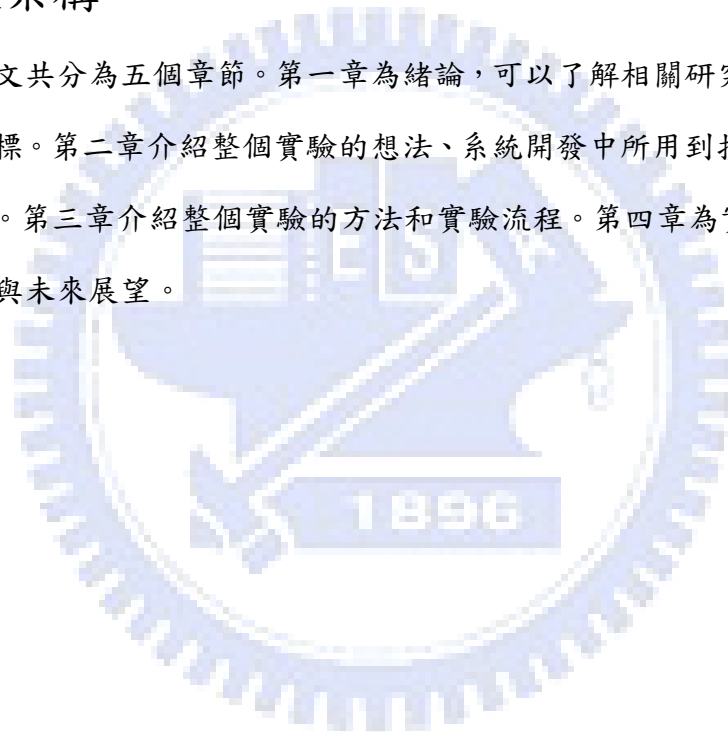 架構
文共分為五個章節。第一章為緒論，可以了解相關研究
標。第二章介紹整個實驗的想法、系統開發中所用到
。第三章介紹整個實驗的方法和實驗流程。第四章為
與未來展望。
ES
1896